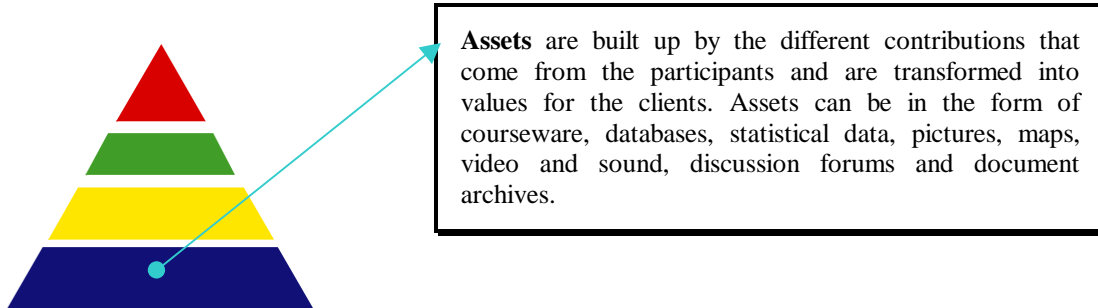 Assets are built up by the different contributions that
come from the participants and are transformed into
values for the clients. Assets can be in the form of
courseware, databases, statistical data, pictures, maps,
video and sound, discussion forums and document
archives.